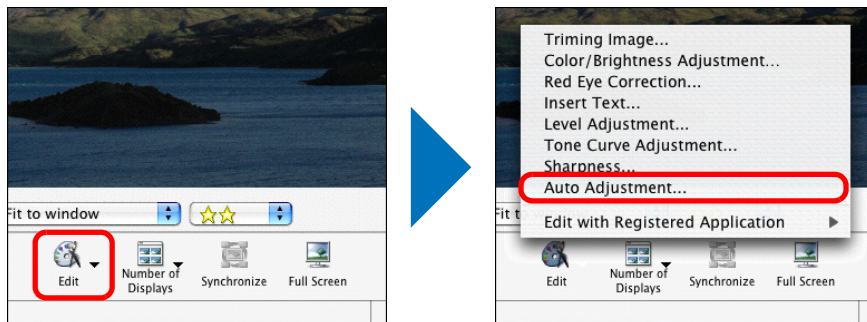 Fit to window
Edit
Number of
Displays
Synchronize
Full Screen
Triming Image...
Color/Brightness Adjustment...
Red Eye Correction...
Insert Text...
Level Adjustment...
Tone Curve Adjustment...
Sharpness...
Auto Adjustment...
Fit t
Edit with Registered Application
Edit
Number of
Displays
Synchronize
Full Screen